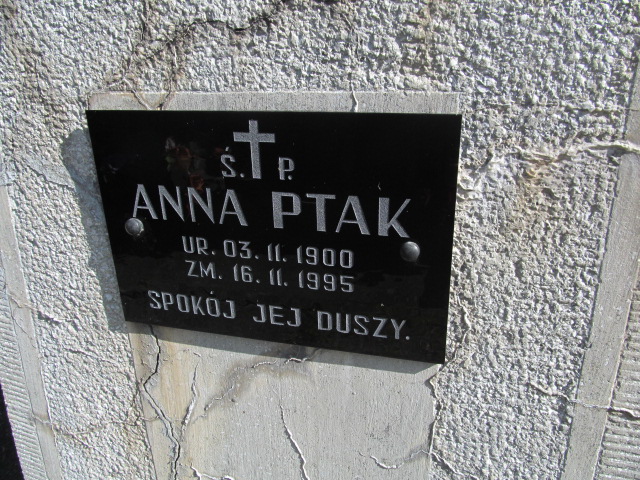 Ś. P.
ANNA PTAK
UR. 03. 11. 1900
ZM. 16. 11. 1995
SPOKÓJ JEJ DUSZY.